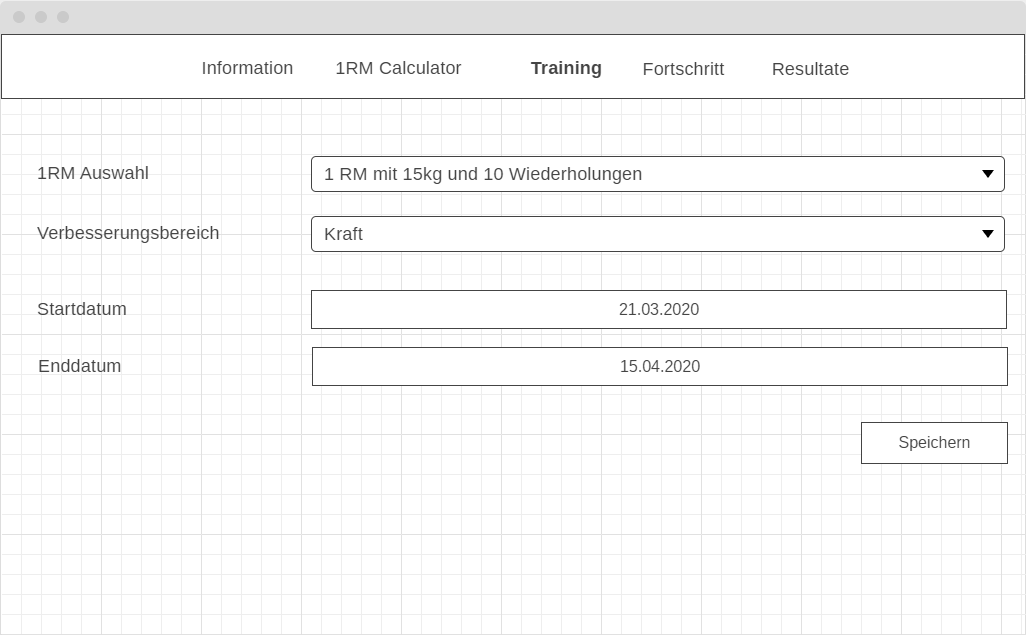 Information 1RM Calculator Training Fortschritt Resultate
1RM Auswahl 1 RM mit 15kg und 10 Wiederholungen
Verbesserungsbereich Kraft
Startdatum 21.03.2020
Enddatum 15.04.2020
Speichern